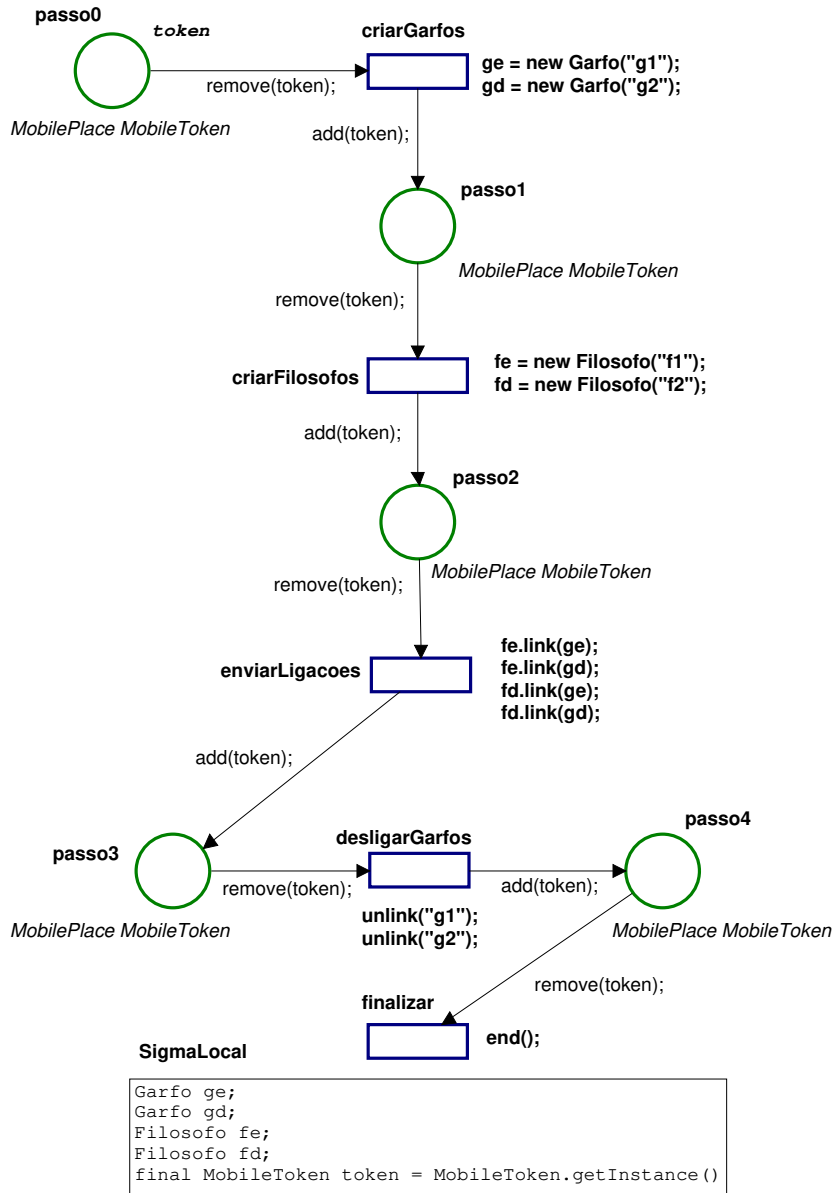 passo0
token
criarGarfos
remove(token);
ge = new Garfo("g1");
gd = new Garfo("g2");
MobilePlace MobileToken
add(token);
passo1
MobilePlace MobileToken
remove(token);
criarFilosofos
fe = new Filosofo("f1");
fd = new Filosofo("f2");
add(token);
passo2
MobilePlace MobileToken
remove(token);
enviarLigacoes
fe.link(ge);
fe.link(gd);
fd.link(ge);
fd.link(gd);
add(token);
passo3
desligarGarfos
passo4
remove(token);
add(token);
MobilePlace MobileToken
unlink("g1");
unlink("g2");
MobilePlace MobileToken
remove(token);
finalizar
end();
SigmaLocal
Garfo ge;
Garfo gd;
Filosofo fe;
Filosofo fd;
final MobileToken token = MobileToken.getInstance()